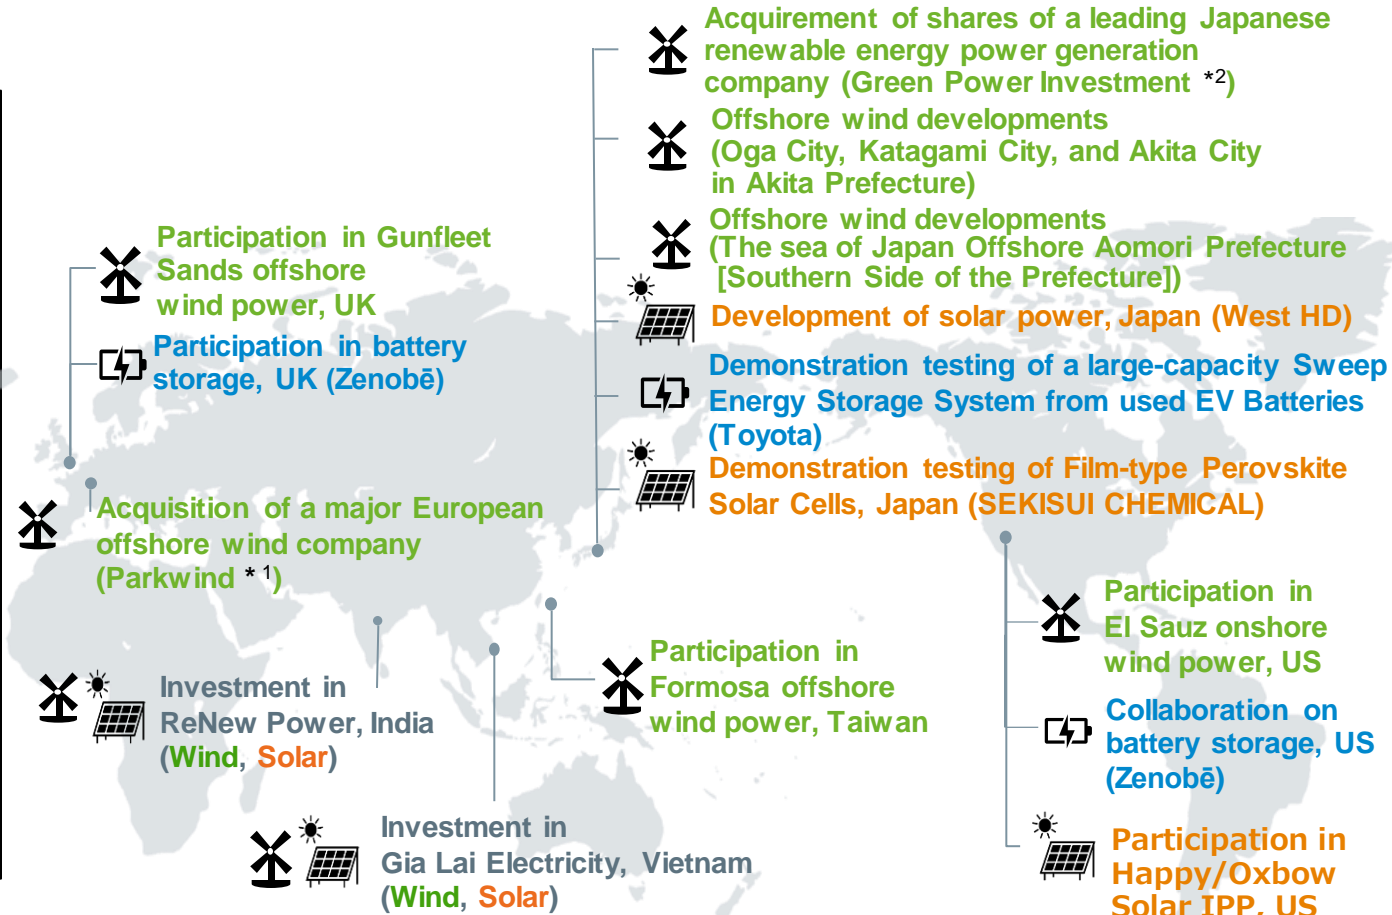 Acquirement of shares of a leading Japanese
renewable energy power generation
company (Green Power Investment *2)
Offshore wind developments
(Oga City, Katagami City, and Akita City
in Akita Prefecture)
Offshore wind developments
(The sea of Japan Offshore Aomori Prefecture
[Southern Side of the Prefecture])
Development of solar power, Japan (West HD)
Demonstration testing of a large-capacity Sweep
Energy Storage System from used EV Batteries
(Toyota)
Demonstration testing of Film-type Perovskite
Solar Cells, Japan (SEKISUI CHEMICAL)
Participation in Gunfleet
Sands offshore
wind power, UK
Participation in battery
storage, UK (Zenobē)
Acquisition of a major European
offshore wind company
(Parkwind * 1)
Investment in
ReNew Power, India
(Wind, Solar)
Investment in
Gia Lai Electricity, Vietnam
(Wind, Solar)
Participation in
Formosa offshore
wind power, Taiwan
Participation in
El Sauz onshore
wind power, US
Collaboration on
battery storage, US
(Zenobē)
Participation in
Happy/Oxbow
Solar IPP, US